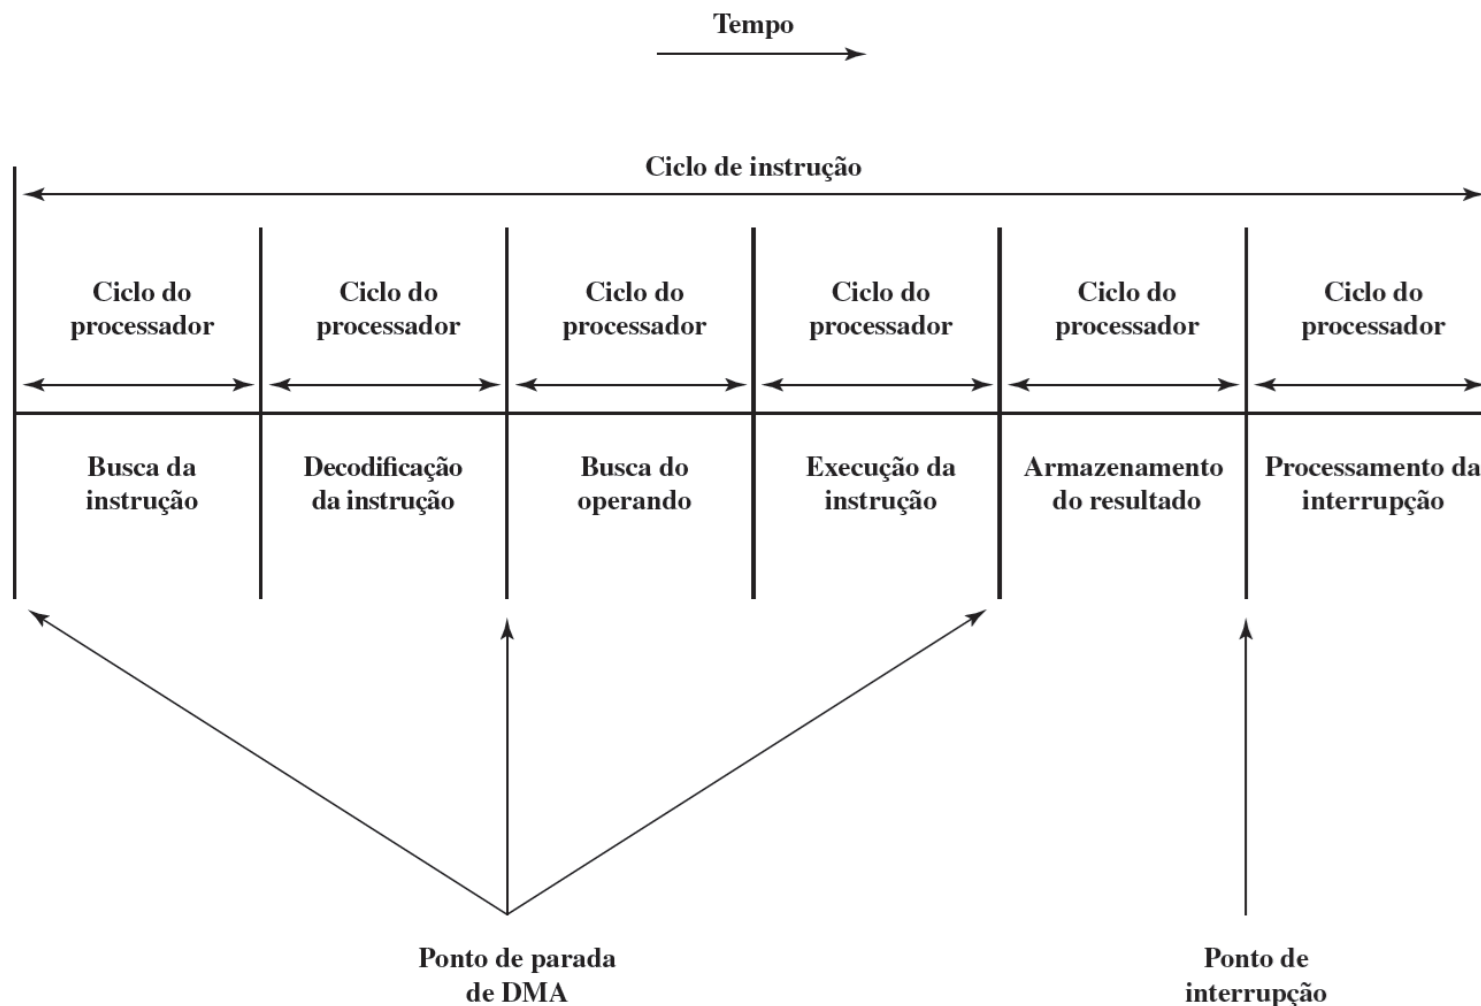 Tempo
Ciclo de instrução
Ciclo do
processador
Ciclo do
processador
Ciclo do
processador
Ciclo do
processador
Ciclo do
processador
Ciclo do
processador
Busca da
instrução
Decodificação
da instrução
Busca do
operando
Execução da
instrução
Armazenamento
do resultado
Processamento da
interrupção
Ponto de parada
de DMA
Ponto de
interrupção